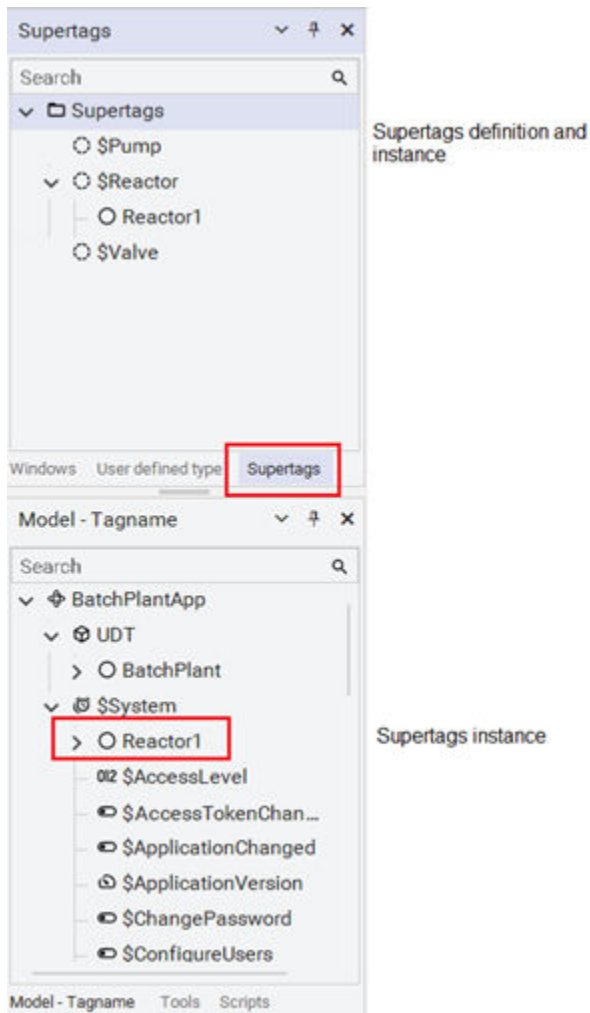 Supertags
Search
Supertags
$Pump
$Reactor
Reactor1
$Valve
Supertags definition and
instance
Windows User defined type Supertags
Model - Tagname
Search
BatchPlantApp
UDT
BatchPlant
$System
Reactor1
Supertags instance
012 $AccessLevel
$AccessTokenChan...
$ApplicationChanged
$ApplicationVersion
$ChangePassword
$ConfigureUsers
Model - Tagname Tools Scripts